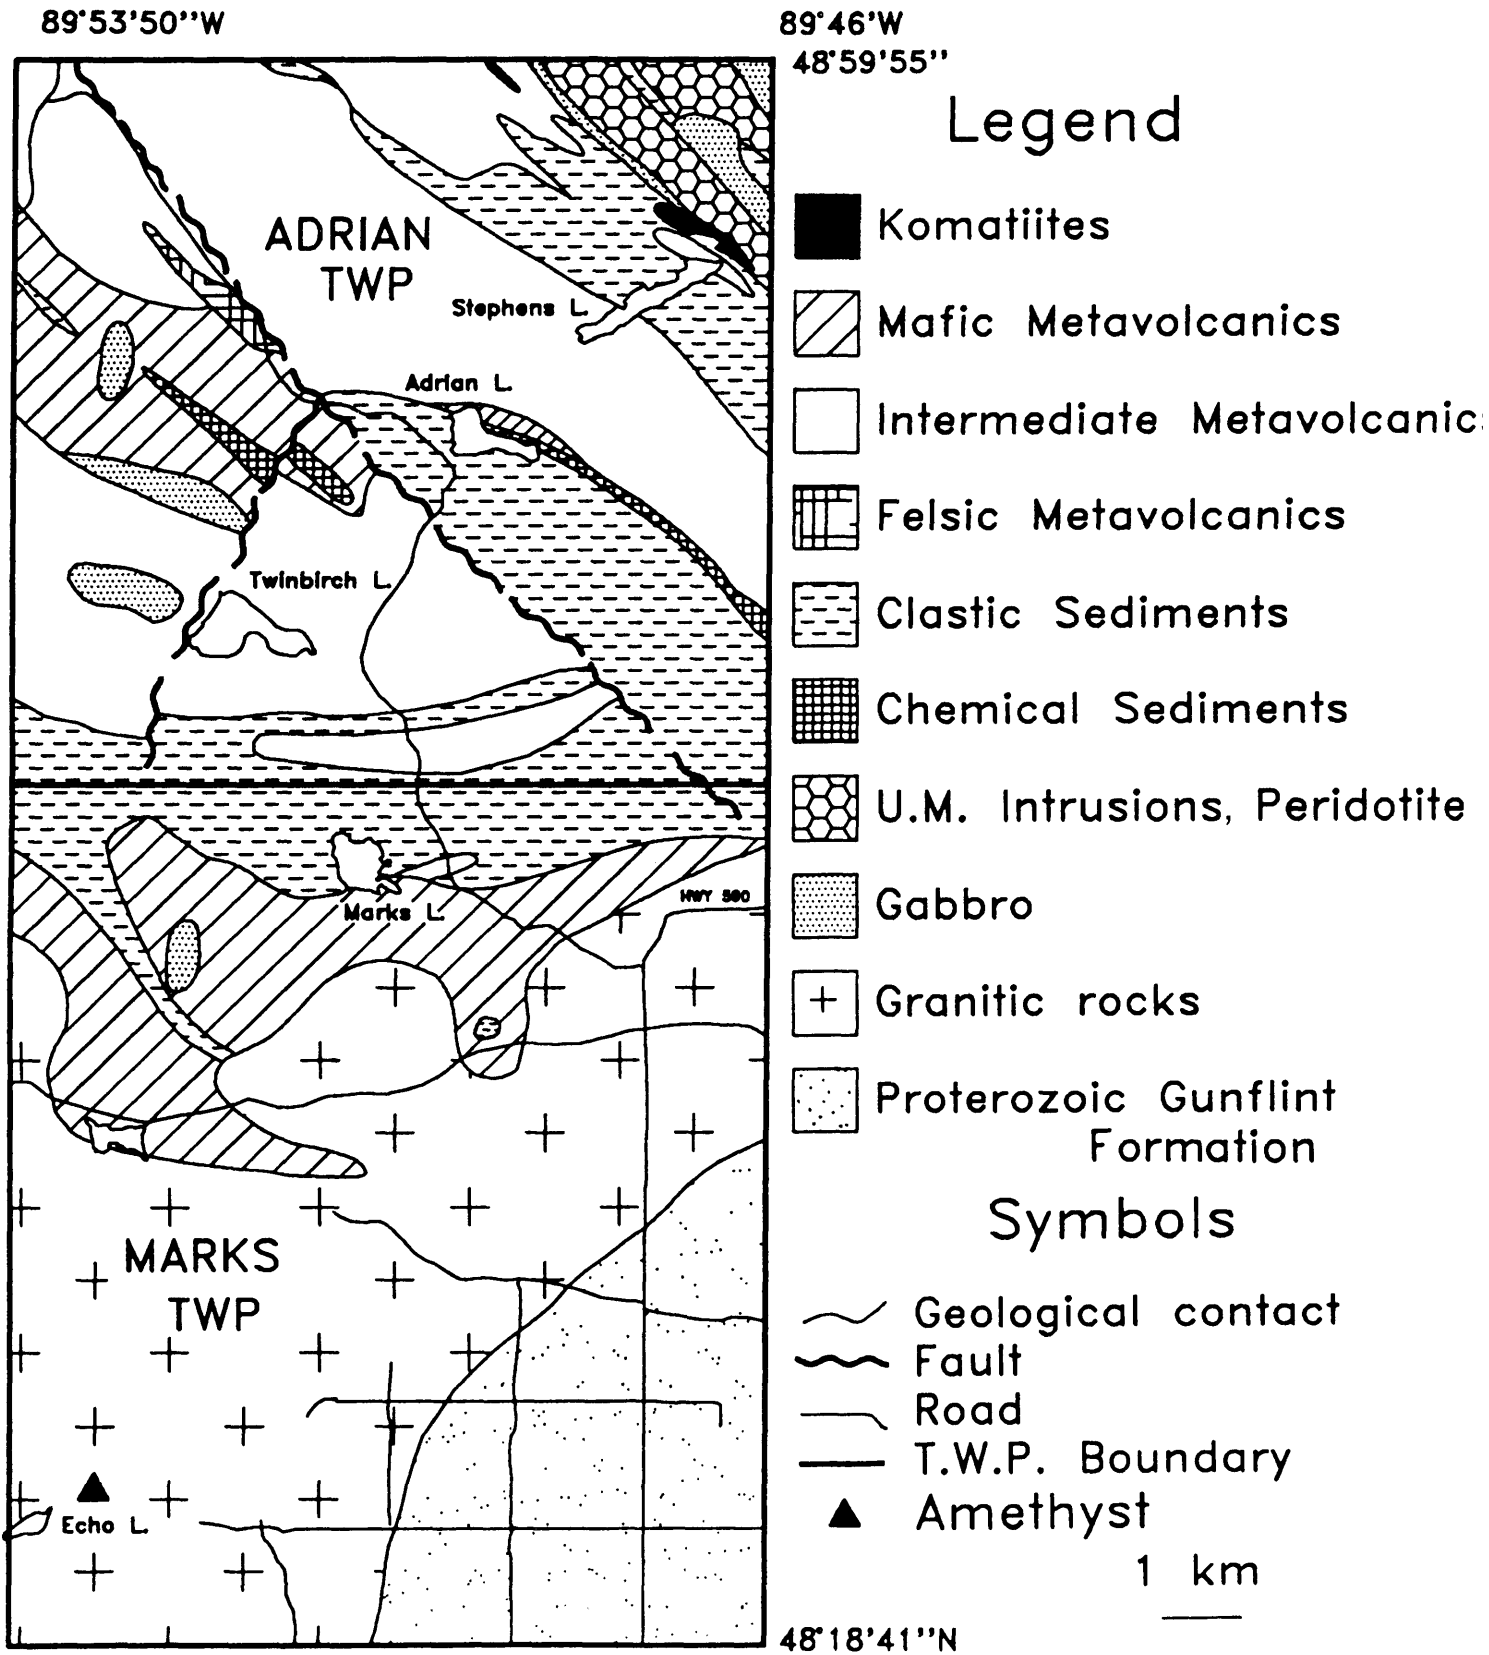 89°53'50"W
89°46'W
48°59'55"
Legend
ADRIAN
TWP
Stephens L.
Adrian L.
Twinbirch L.
Marks L.
HWY 590
MARKS
TWP
Echo L.
Komatiites
Mafic Metavolcanics
Intermediate Metavolcanics
Felsic Metavolcanics
Clastic Sediments
Chemical Sediments
U.M. Intrusions, Peridotite
Gabbro
Granitic rocks
Proterozoic Gunflint
Formation
Symbols
Geological contact
Fault
Road
T.W.P. Boundary
Amethyst
1 km
48°18'41"N